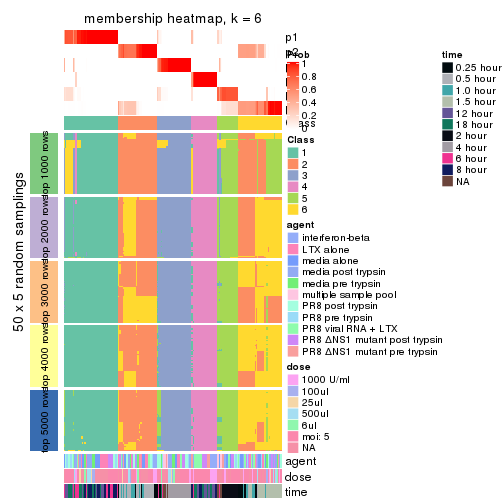 membership heatmap, k = 6
p1
Prob
1
0.8
0.6
0.4
0.2
0
Class
1
2
3
4
5
6
agent
interferon-beta
LTX alone
media alone
media post trypsin
media pre trypsin
multiple sample pool
PR8 post trypsin
PR8 pre trypsin
PR8 viral RNA + LTX
PR8 ΔNS1 mutant post trypsin
PR8 ΔNS1 mutant pre trypsin
dose
1000 U/ml
100ul
25ul
500ul
6ul
moi: 5
NA
time
0.25 hour
0.5 hour
1.0 hour
1.5 hour
12 hour
18 hour
2 hour
4 hour
6 hour
8 hour
NA
50 x 5 random samplings
top 1000 rows
top 2000 rows
top 3000 rows
top 4000 rows
top 5000 rows
agent
dose
time